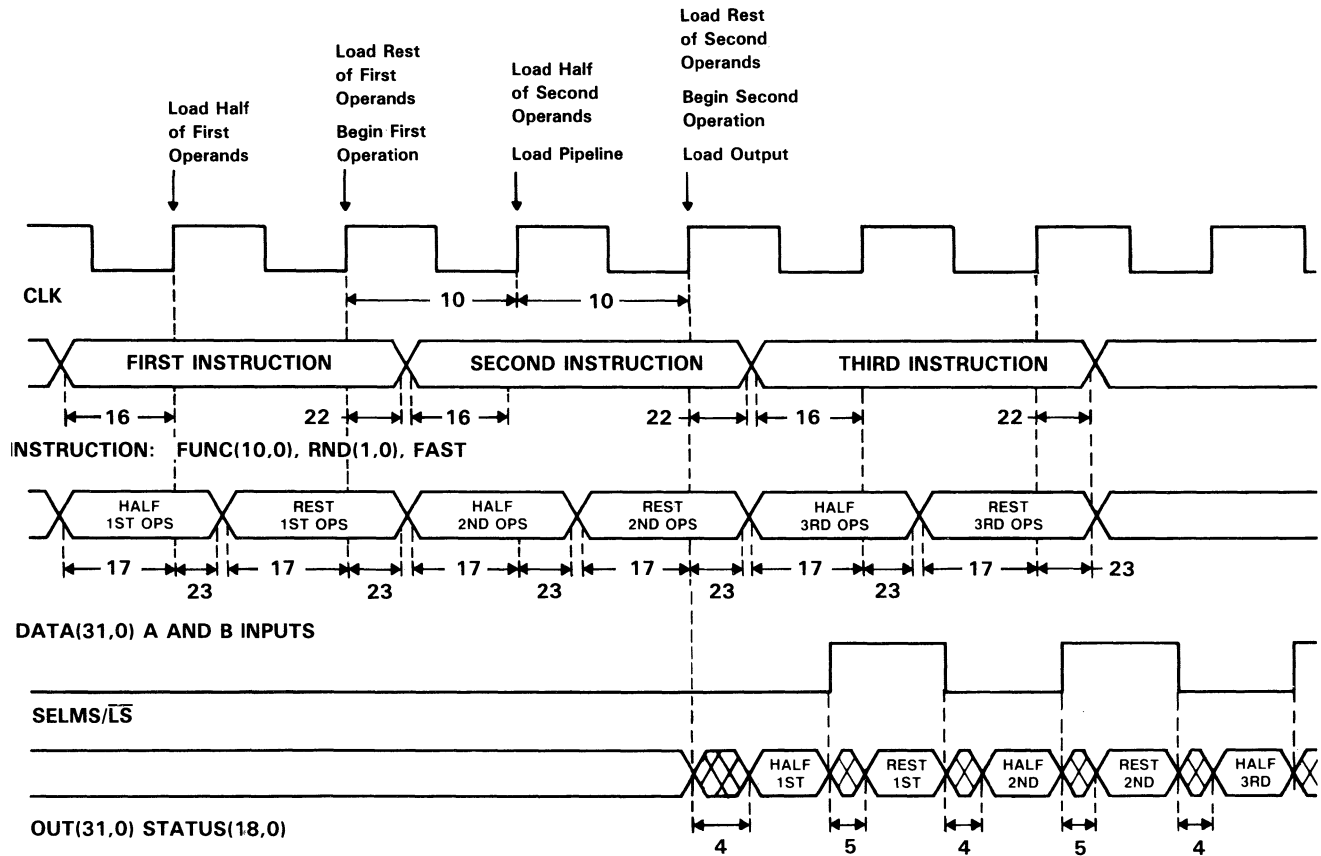 Load Half
of First
Operands
Load Rest
of First
Operands
Begin First
Operation
Load Half
of Second
Operands
Load Pipeline
Load Rest
of Second
Operands
Begin Second
Operation
Load Output
CLK
10
10
FIRST INSTRUCTION
SECOND INSTRUCTION
THIRD INSTRUCTION
16
22
16
22
16
22
INSTRUCTION: FUNC(10,0), RND(1,0), FAST
HALF
1ST OPS
REST
1ST OPS
HALF
2ND OPS
REST
2ND OPS
HALF
3RD OPS
REST
3RD OPS
17
23
17
23
17
23
17
23
17
23
17
23
DATA(31,0) A AND B INPUTS
SELMS/L̅S̅
HALF
1ST
REST
1ST
HALF
2ND
REST
2ND
HALF
3RD
OUT(31,0) STATUS(18,0)
4
5
4
5
4